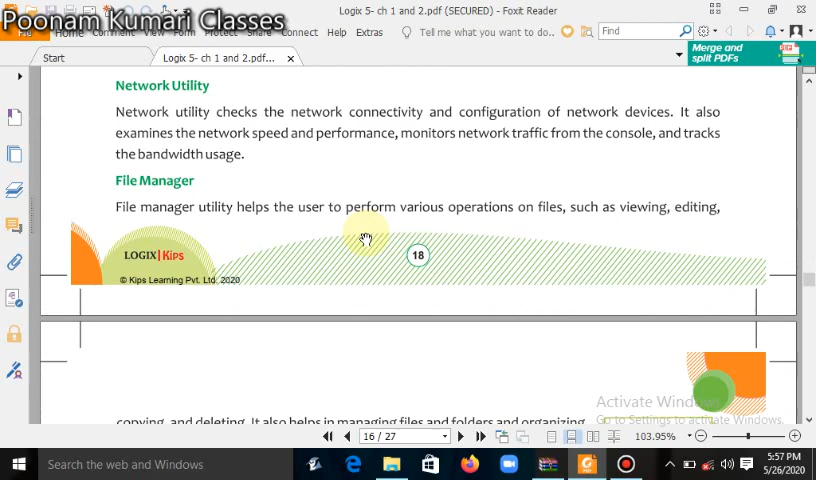 Poonam Kumari Classes
Logix 5- ch 1 and 2.pdf (SECURED) - Foxit Reader
File Home Comment View Form Protect Share Connect Help Extras Tell me what you want to do.. Find
Start Logix 5- ch 1 and 2.pdf... Merge and split PDFs
Network Utility
Network utility checks the network connectivity and configuration of network devices. It also
examines the network speed and performance, monitors network traffic from the console, and tracks
the bandwidth usage.
File Manager
File manager utility helps the user to perform various operations on files, such as viewing, editing,
LOGIX|KIPS 18
© Kips Learning Pvt. Ltd. 2020
Activate Windows
copying, and deleting. It also helps in managing files and folders and organizing
Go to Settings to activate Windows.
16 / 27 103.95%
Search the web and Windows
5:57 PM
5/26/2020